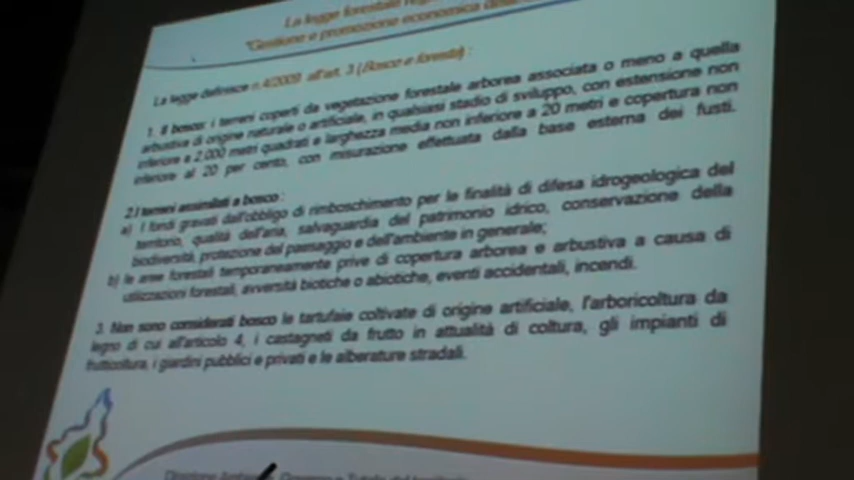 La legge forestale
"Gestione e promozione economica
La legge definisce n.4/2009 all'art. 3 (Bosco e foresta) :
1. Il bosco: i terreni coperti da vegetazione forestale arborea associata o meno a quella
arbustiva di origine naturale o artificiale, in qualsiasi stadio di sviluppo, con estensione non
inferiore a 2.000 metri quadrati e larghezza media non inferiore a 20 metri e copertura non
inferiore al 20 per cento, con misurazione effettuata dalla base esterna dei fusti.
2.I terreni assimilati a bosco :
a) I fondi gravati dall'obbligo di rimboschimento per le finalità di difesa idrogeologica del
territorio, qualità dell'aria, salvaguardia del patrimonio idrico, conservazione della
biodiversità, protezione del paesaggio e dell'ambiente in generale;
b) le aree forestali temporaneamente prive di copertura arborea e arbustiva a causa di
utilizzazioni forestali, avversità biotiche o abiotiche, eventi accidentali, incendi.
3. Non sono considerati bosco le tartufaie coltivate di origine artificiale, l'arboricoltura da
legno di cui all'articolo 4, i castagneti da frutto in attualità di coltura, gli impianti di
frutticoltura, i giardini pubblici e privati e le alberature stradali.
Direzione